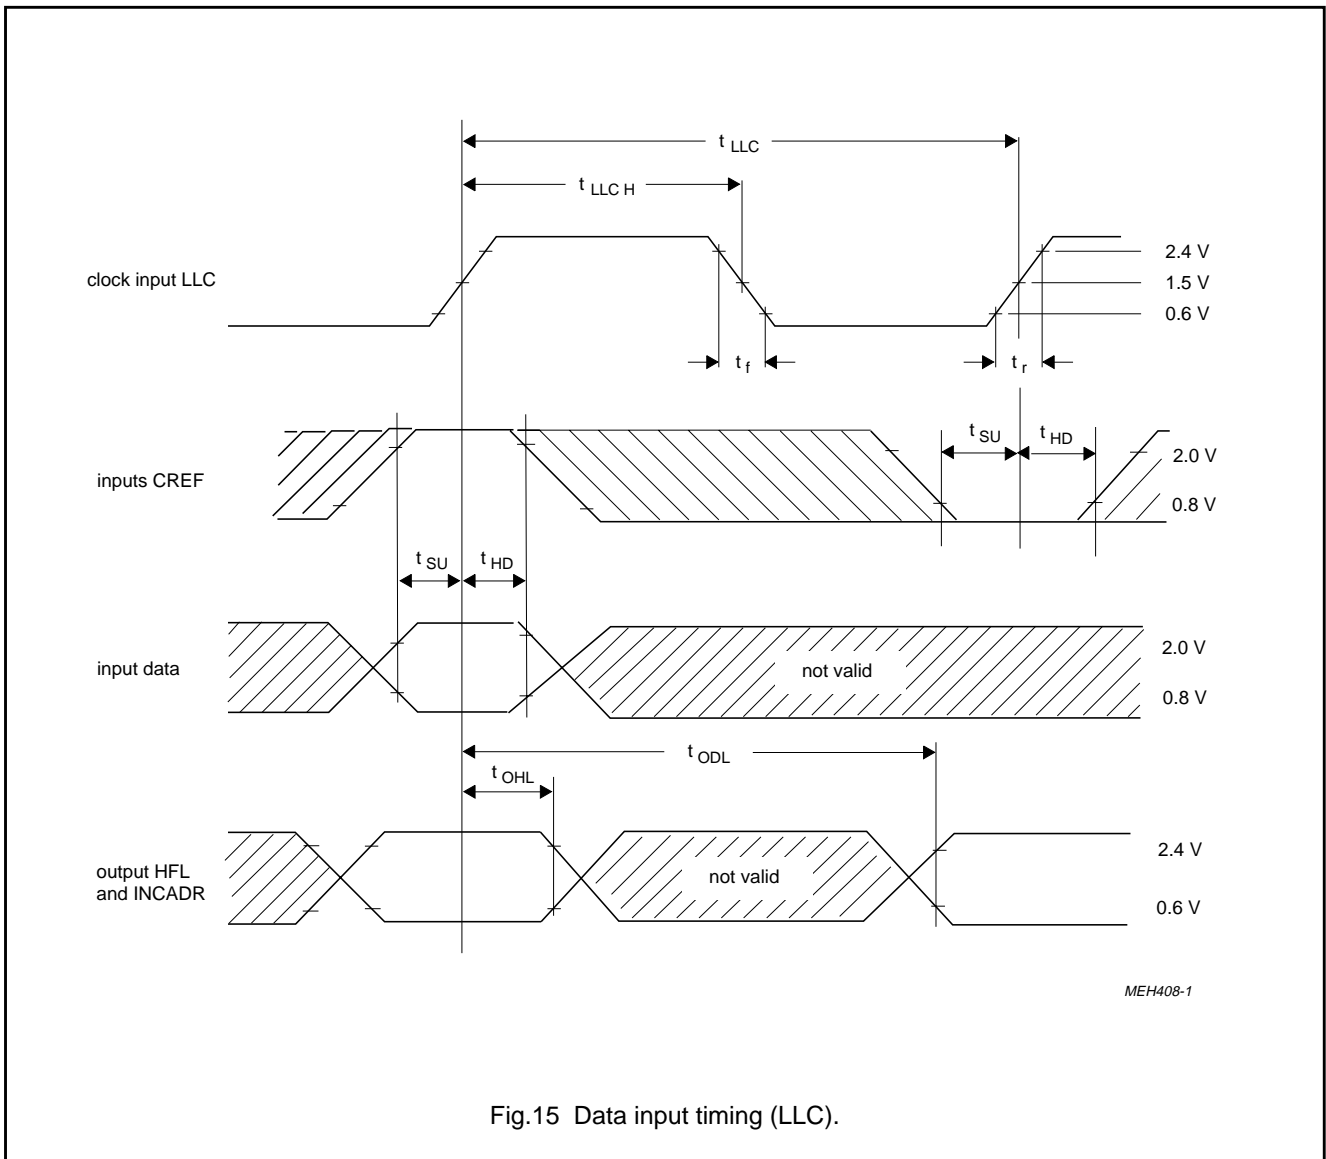 t LLC
t LLC H
clock input LLC
2.4 V
1.5 V
0.6 V
t f
t r
inputs CREF
t SU
t HD
2.0 V
0.8 V
t SU
t HD
input data
not valid
2.0 V
0.8 V
t ODL
t OHL
output HFL
and INCADR
not valid
2.4 V
0.6 V
MEH408-1
Fig.15 Data input timing (LLC).